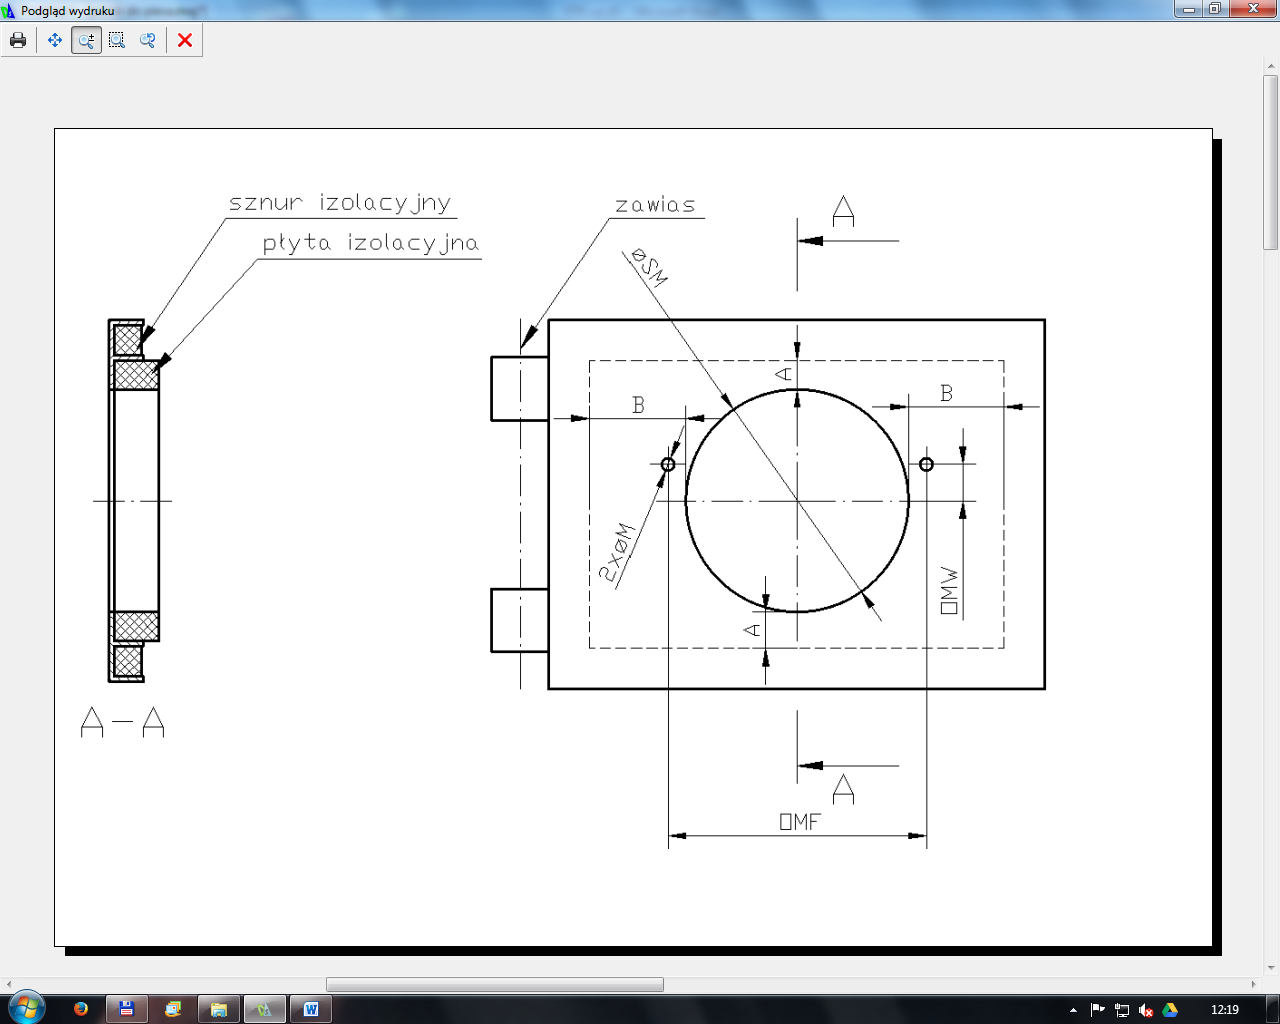 Podgląd wydruku
sznur izolacyjny
płyta izolacyjna
zawias
A
øSM
A
B
B
2xøM
A
□MW
A-A
A
□MF
12:19